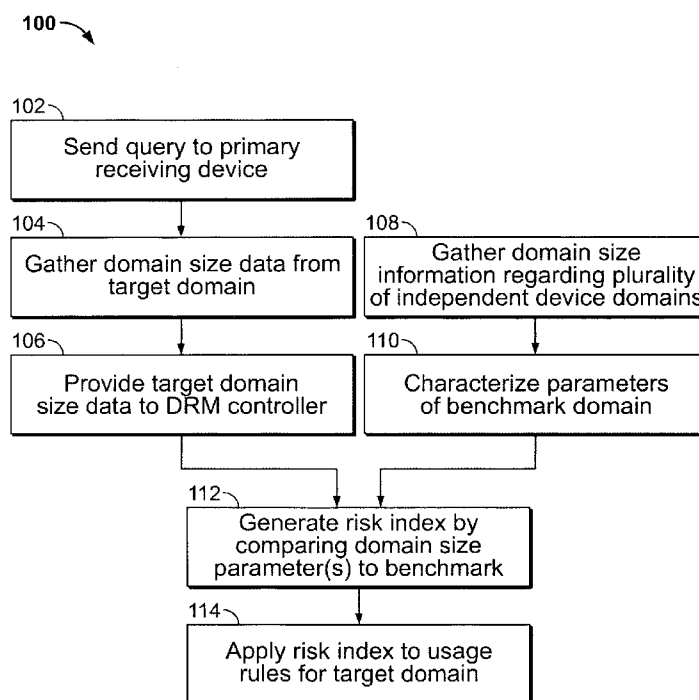 100
102
Send query to primary
receiving device
104
Gather domain size data from
target domain
106
Provide target domain
size data to DRM controller
108
Gather domain size
information regarding plurality
of independent device domains
110
Characterize parameters
of benchmark domain
112
Generate risk index by
comparing domain size
parameter(s) to benchmark
114
Apply risk index to usage
rules for target domain